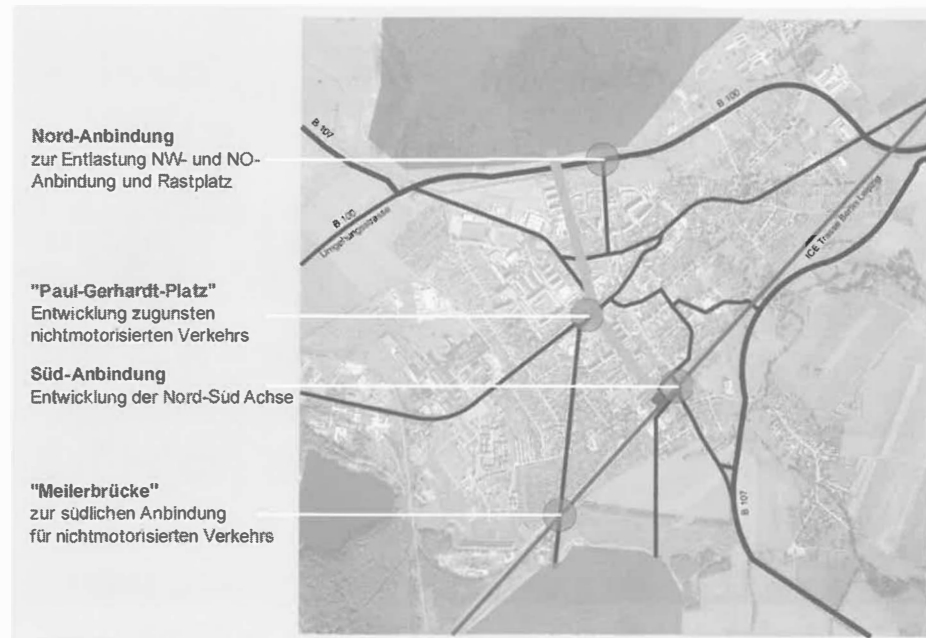 Nord-Anbindung
zur Entlastung NW- und NO-
Anbindung und Rastplatz
"Paul-Gerhardt-Platz"
Entwicklung zugunsten
nichtmotorisierten Verkehrs
Süd-Anbindung
Entwicklung der Nord-Süd Achse
"Meilerbrücke"
zur südlichen Anbindung
für nichtmotorisierten Verkehrs
B 107
B 100
B 100
Umgehungsstraße
ICE Trasse Berlin Leipzig
B 107